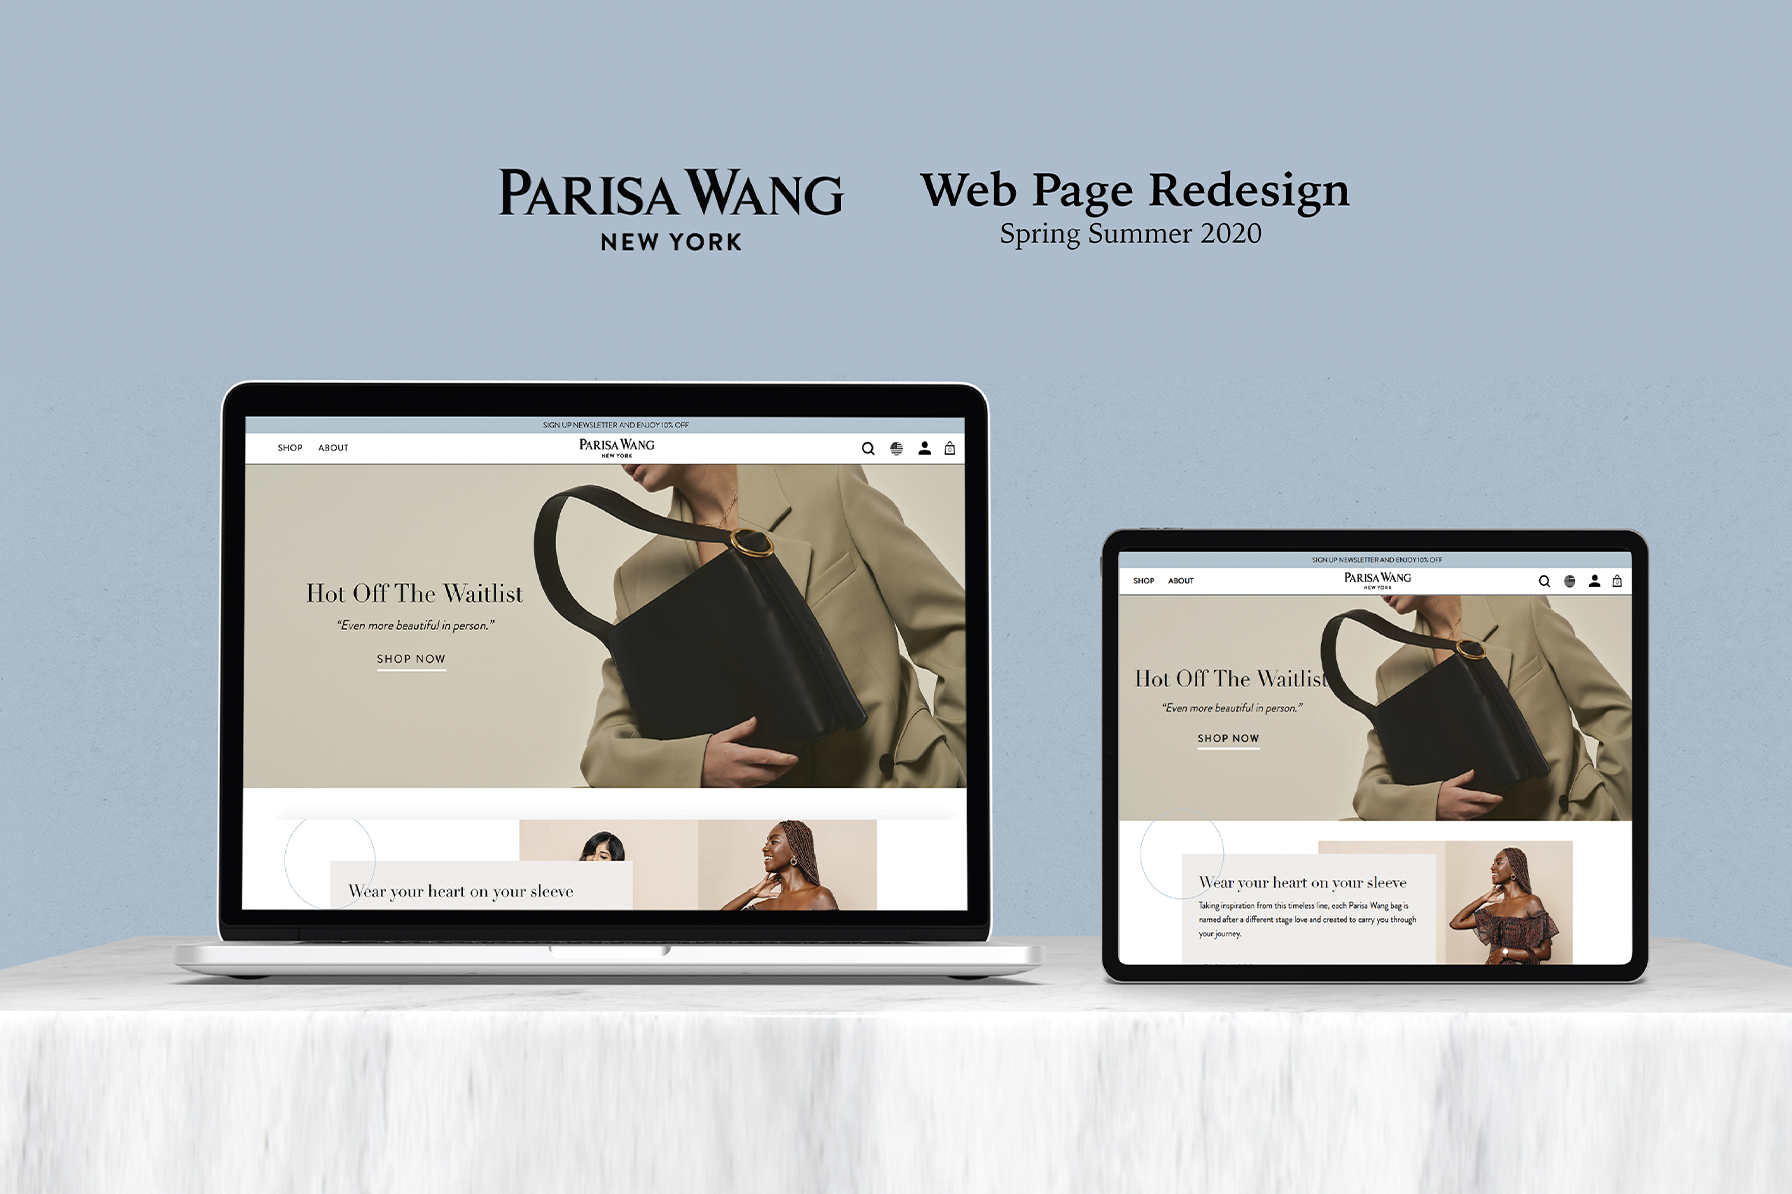 PARISA WANG
NEW YORK
Web Page Redesign
Spring Summer 2020
SIGN UP NEWSLETTER AND ENJOY 10% OFF
SHOP
ABOUT
PARISA WANG
NEW YORK
0
Hot Off The Waitlist
“Even more beautiful in person.”
SHOP NOW
Wear your heart on your sleeve
SIGN UP NEWSLETTER AND ENJOY 10% OFF
SHOP
ABOUT
PARISA WANG
NEW YORK
0
Hot Off The Waitlist
“Even more beautiful in person.”
SHOP NOW
Wear your heart on your sleeve
Taking inspiration from this timeless line, each Parisa Wang bag is
named after a different stage love and created to carry you through
your journey.